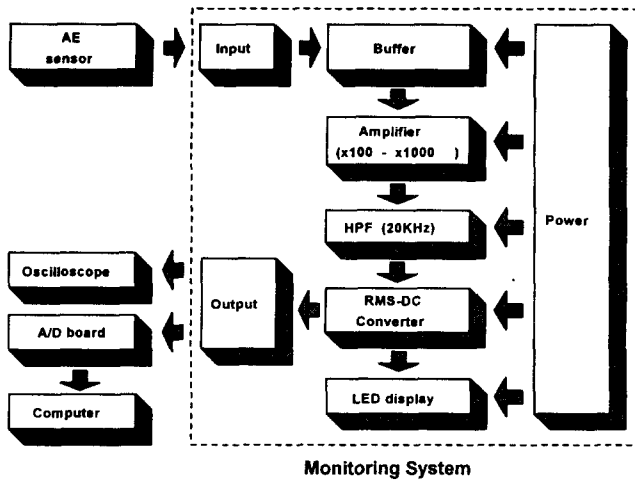 AE
sensor
Input
Buffer
Amplifier
(x100 - x1000 )
HPF (20KHz)
Power
Oscilloscope
Output
RMS-DC
Converter
A/D board
LED display
Computer
Monitoring System